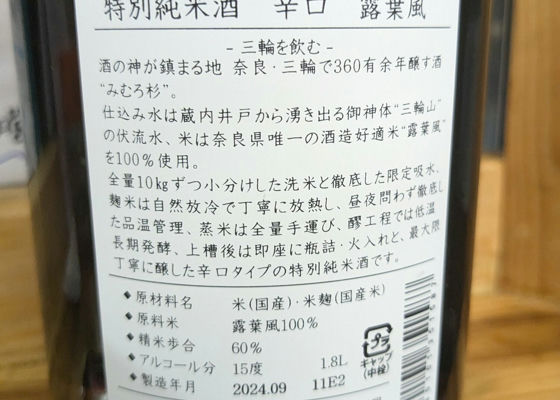 特別純米酒 辛口 露葉風
- 三輪を飲む -
酒の神が鎮まる地 奈良・三輪で360有余年醸す酒
“みむろ杉”。
仕込み水は蔵内井戸から湧き出る御神体“三輪山”
の伏流水、米は奈良県唯一の酒造好適米“露葉風”
を100%使用。
全量10kgずつ小分けした洗米と徹底した限定吸水、
麹米は自然放冷で丁寧に放熱し、昼夜問わず徹底し
た品温管理、蒸米は全量手運び、醪工程では低温
長期発酵、上槽後は即座に瓶詰・火入れと、最大限
丁寧に醸した辛口タイプの特別純米酒です。
◆原材料名 米(国産)・米麹(国産米)
◆原料米 露葉風100%
◆精米歩合 60%
◆アルコール分 15度 1.8L
◆製造年月 2024.09 11E2
プラ
キャップ
(中栓)